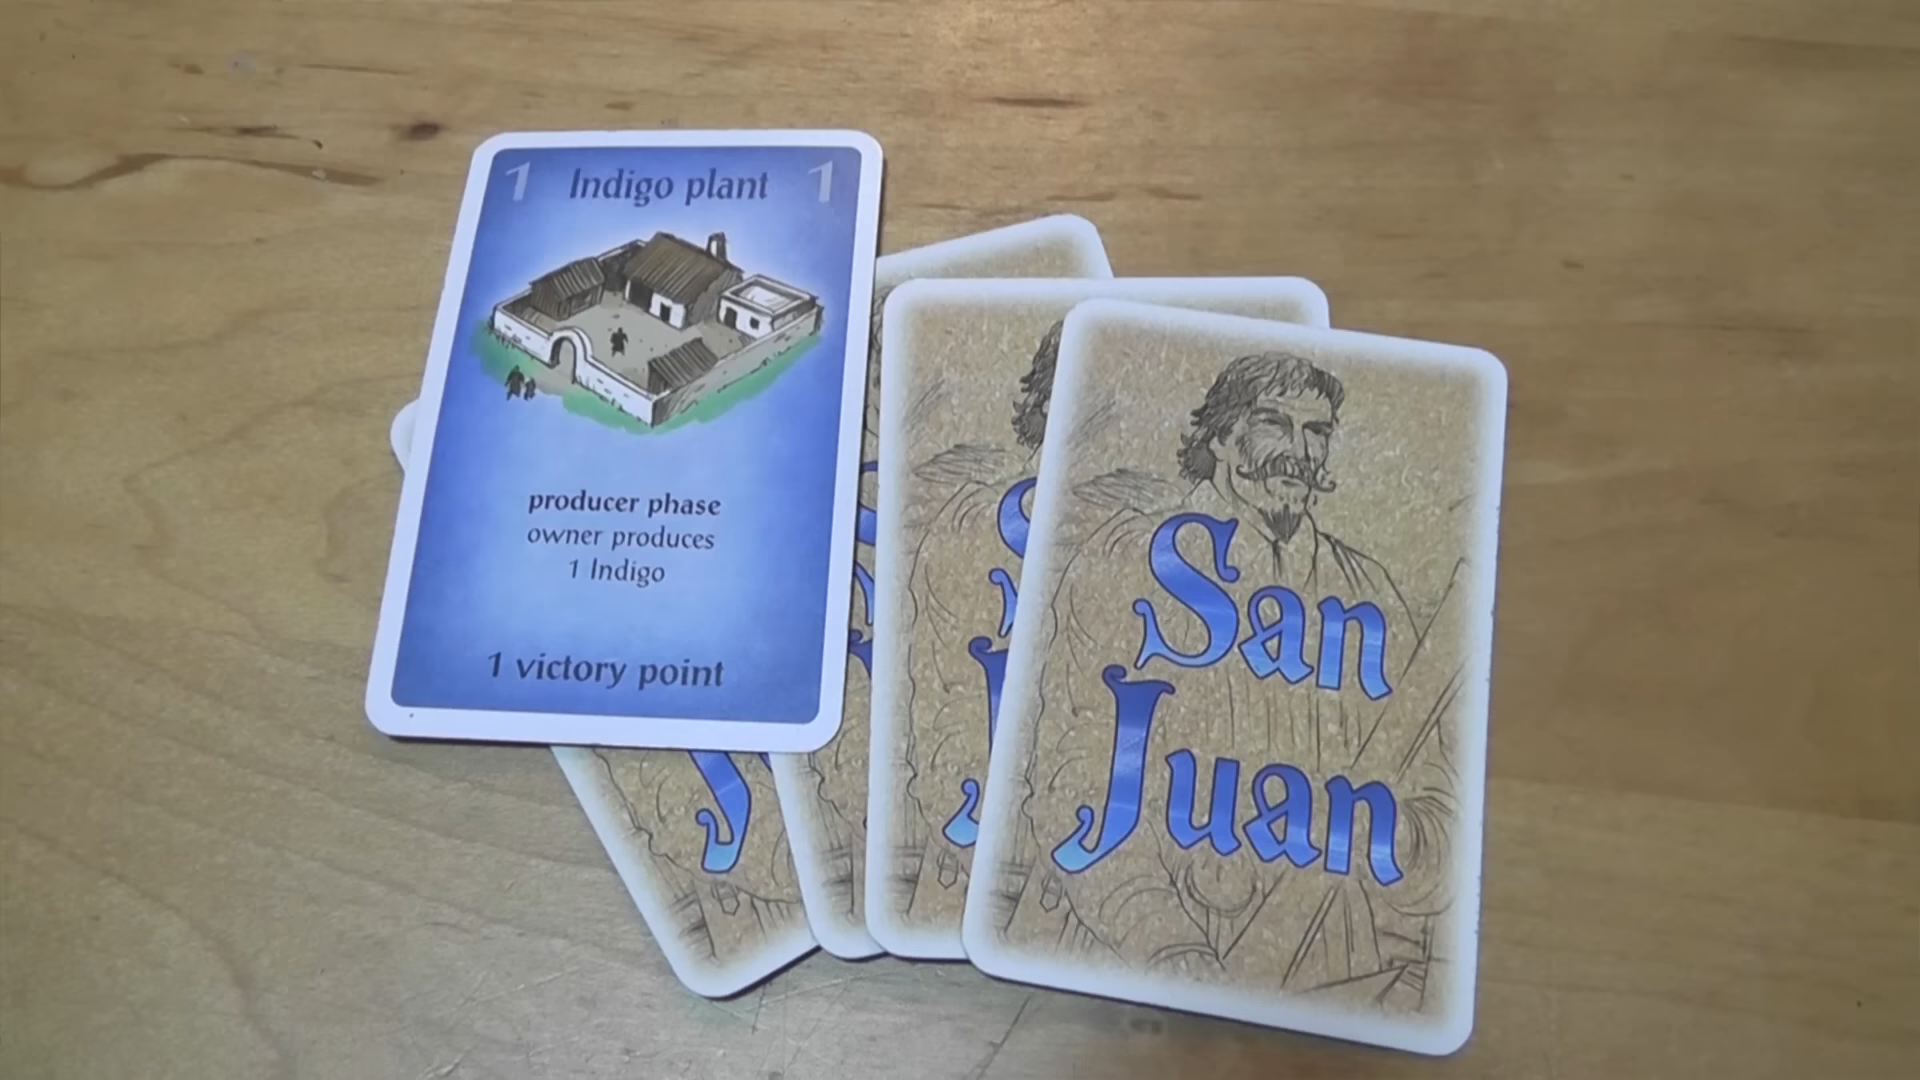 1 Indigo plant 1
producer phase
owner produces
1 Indigo
1 victory point
San
Juan